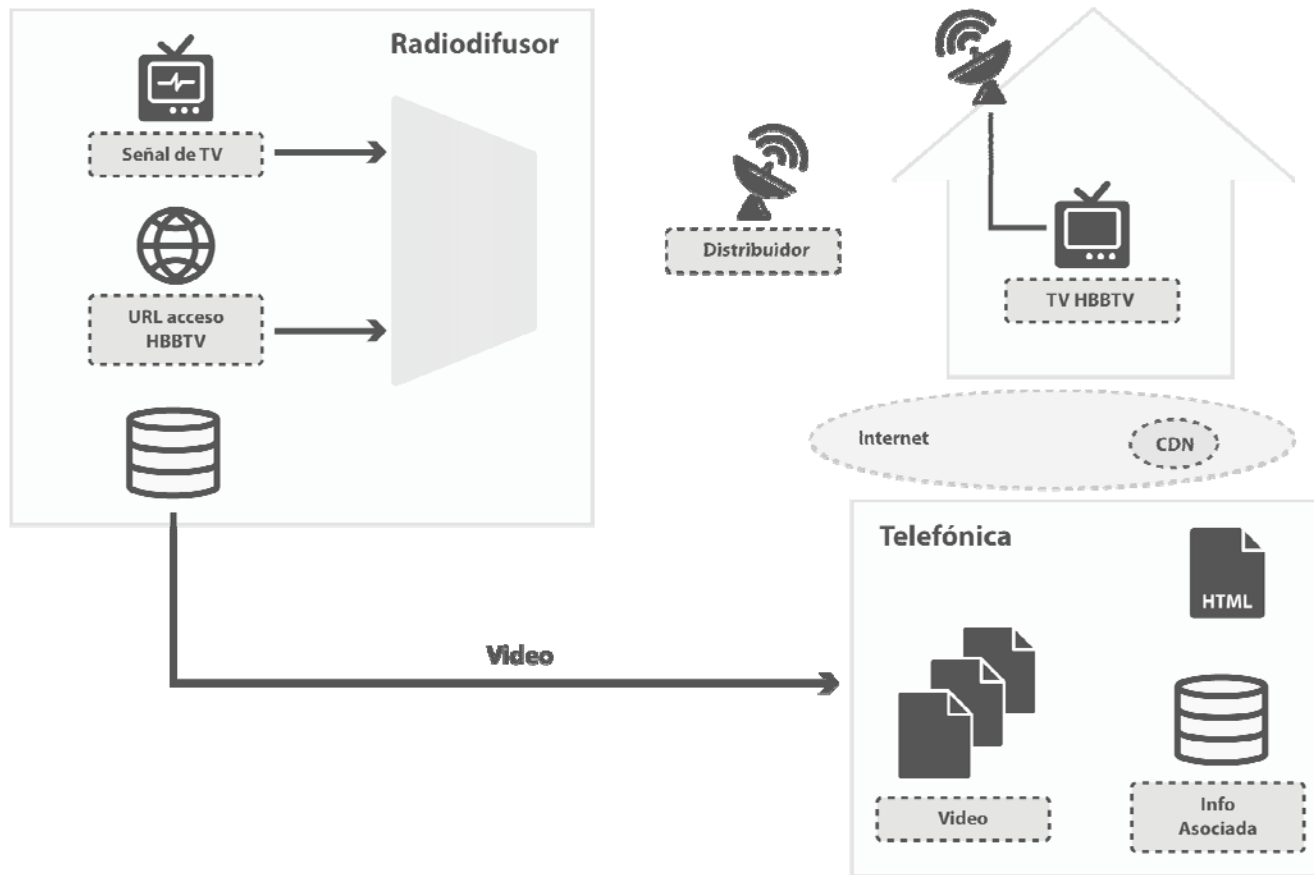 Radiodifusor
Señal de TV
URL acceso
HBBTV
Distribuidor
TV HBBTV
Internet
CDN
Telefónica
HTML
Video
Video
Info
Asociada